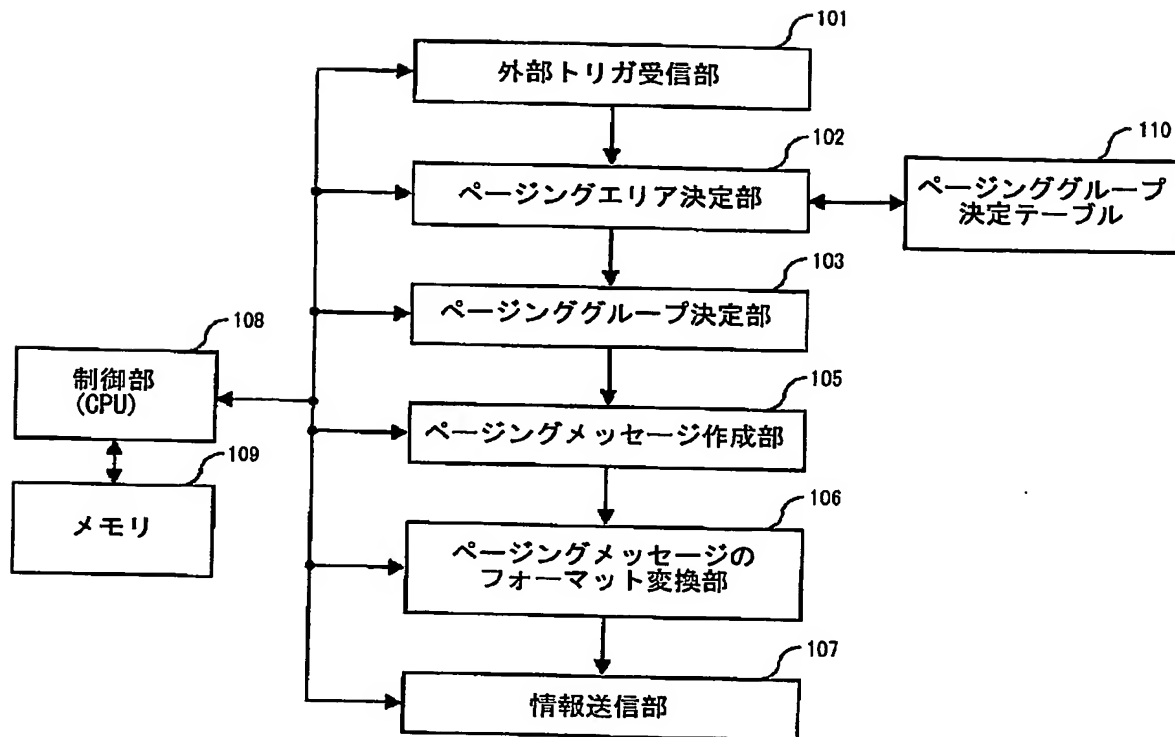 101
外部トリガ受信部
102
ページングエリア決定部
110
ページンググループ
決定テーブル
103
ページンググループ決定部
108
制御部
(CPU)
105
ページングメッセージ作成部
109
メモリ
106
ページングメッセージの
フォーマット変換部
107
情報送信部